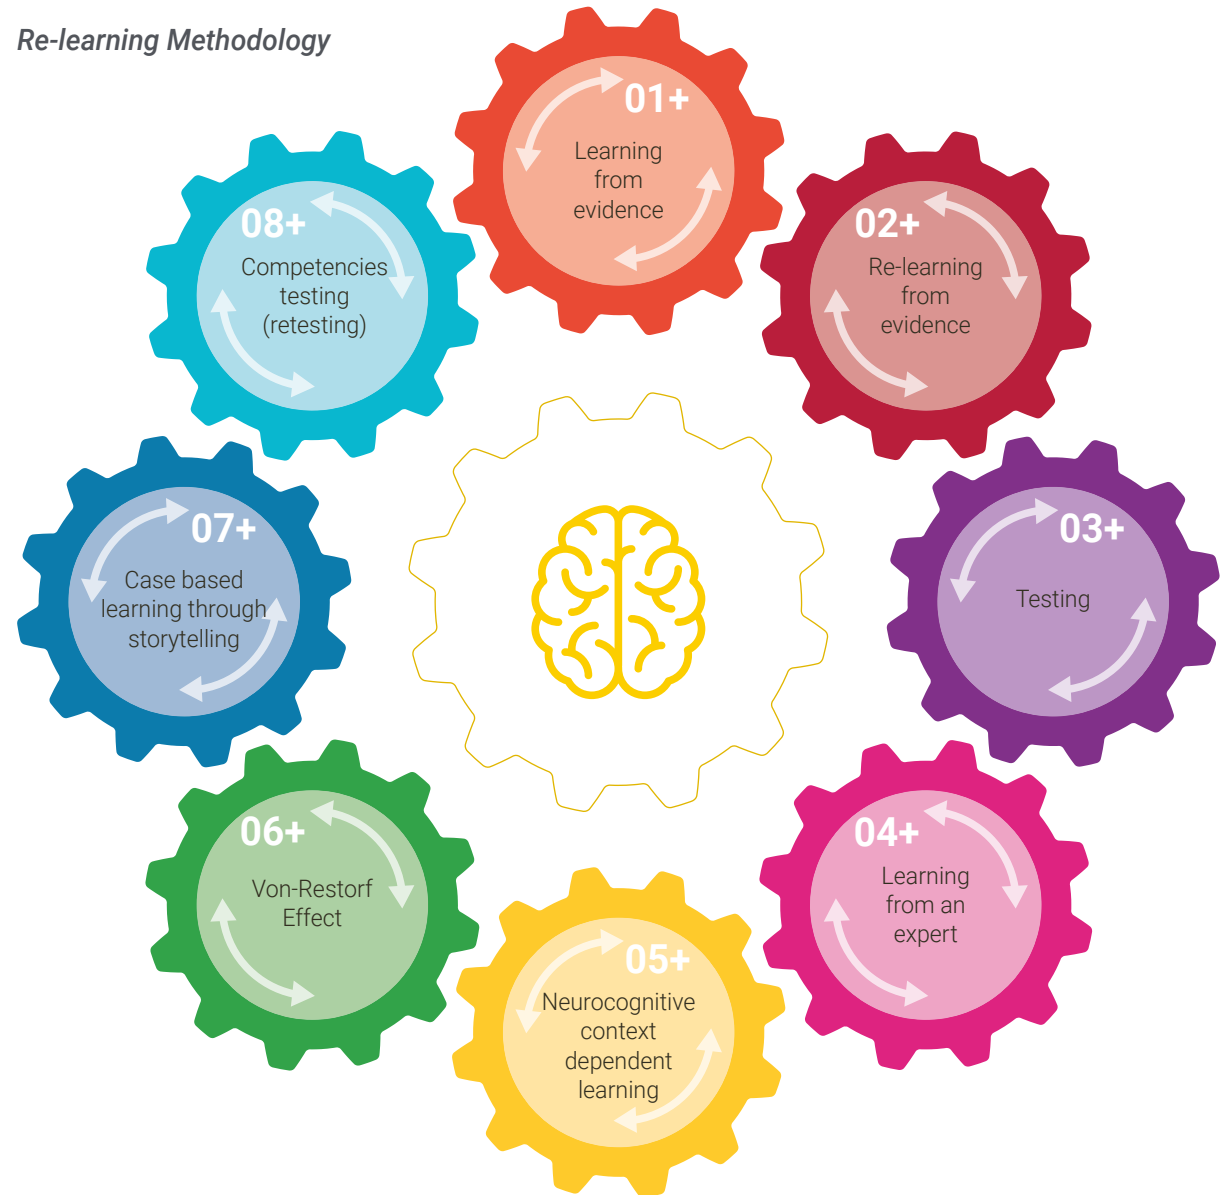 Re-learning Methodology
01+
Learning
from
evidence
02+
Re-learning
from
evidence
03+
Testing
04+
Learning
from an
expert
05+
Neurocognitive
context
dependent
learning
06+
Von-Restorf
Effect
07+
Case based
learning through
storytelling
08+
Competencies
testing
(retesting)